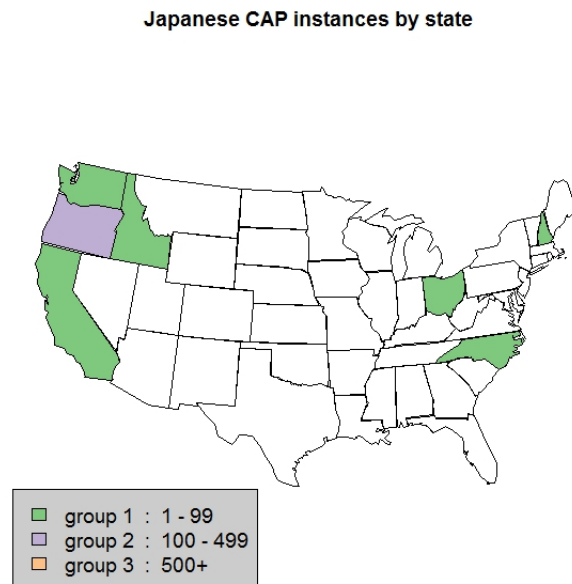 Japanese CAP instances by state
group 1 : 1 - 99
group 2 : 100 - 499
group 3 : 500+